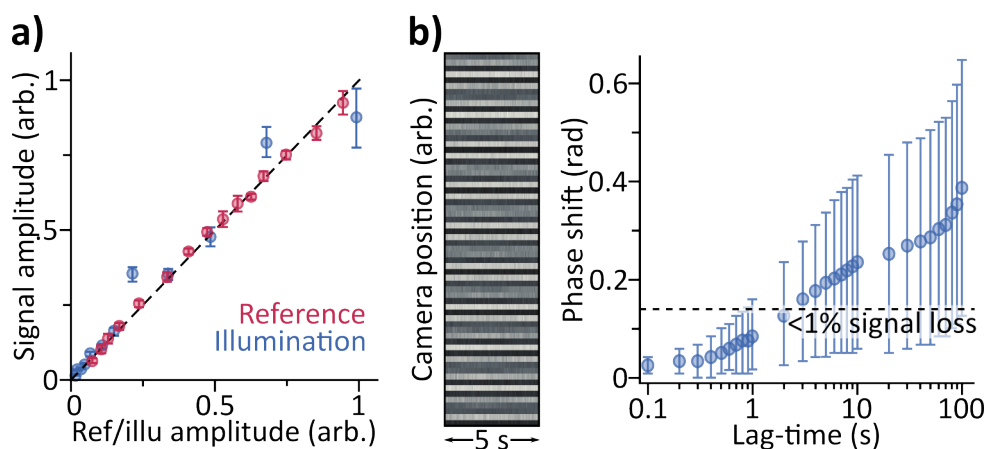 a)
Signal amplitude (arb.)
1
.5
0
0
0.5
1
Ref/illu amplitude (arb.)
Reference
Illumination
b)
Camera position (arb.)
5 s
Phase shift (rad)
0.6
0.4
0.2
0
<1% signal loss
0.1
1
10
100
Lag-time (s)